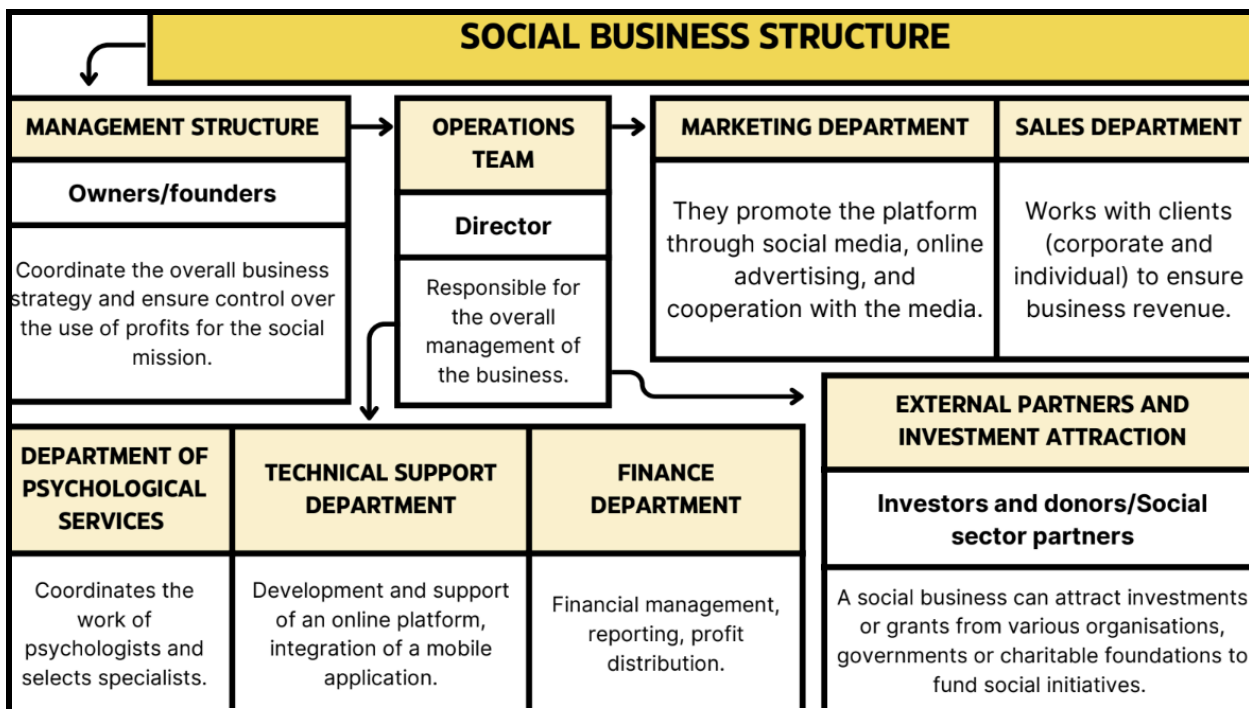 SOCIAL BUSINESS STRUCTURE
MANAGEMENT STRUCTURE
Owners/founders
Coordinate the overall business
strategy and ensure control over
the use of profits for the social
mission.
OPERATIONS
TEAM
Director
Responsible for
the overall
management of
the business.
MARKETING DEPARTMENT
They promote the platform
through social media, online
advertising, and
cooperation with the media.
SALES DEPARTMENT
Works with clients
(corporate and
individual) to ensure
business revenue.
DEPARTMENT OF
PSYCHOLOGICAL
SERVICES
Coordinates the
work of
psychologists and
selects specialists.
TECHNICAL SUPPORT
DEPARTMENT
Development and support
of an online platform,
integration of a mobile
application.
FINANCE
DEPARTMENT
Financial management,
reporting, profit
distribution.
EXTERNAL PARTNERS AND
INVESTMENT ATTRACTION
Investors and donors/Social
sector partners
A social business can attract investments
or grants from various organisations,
governments or charitable foundations to
fund social initiatives.